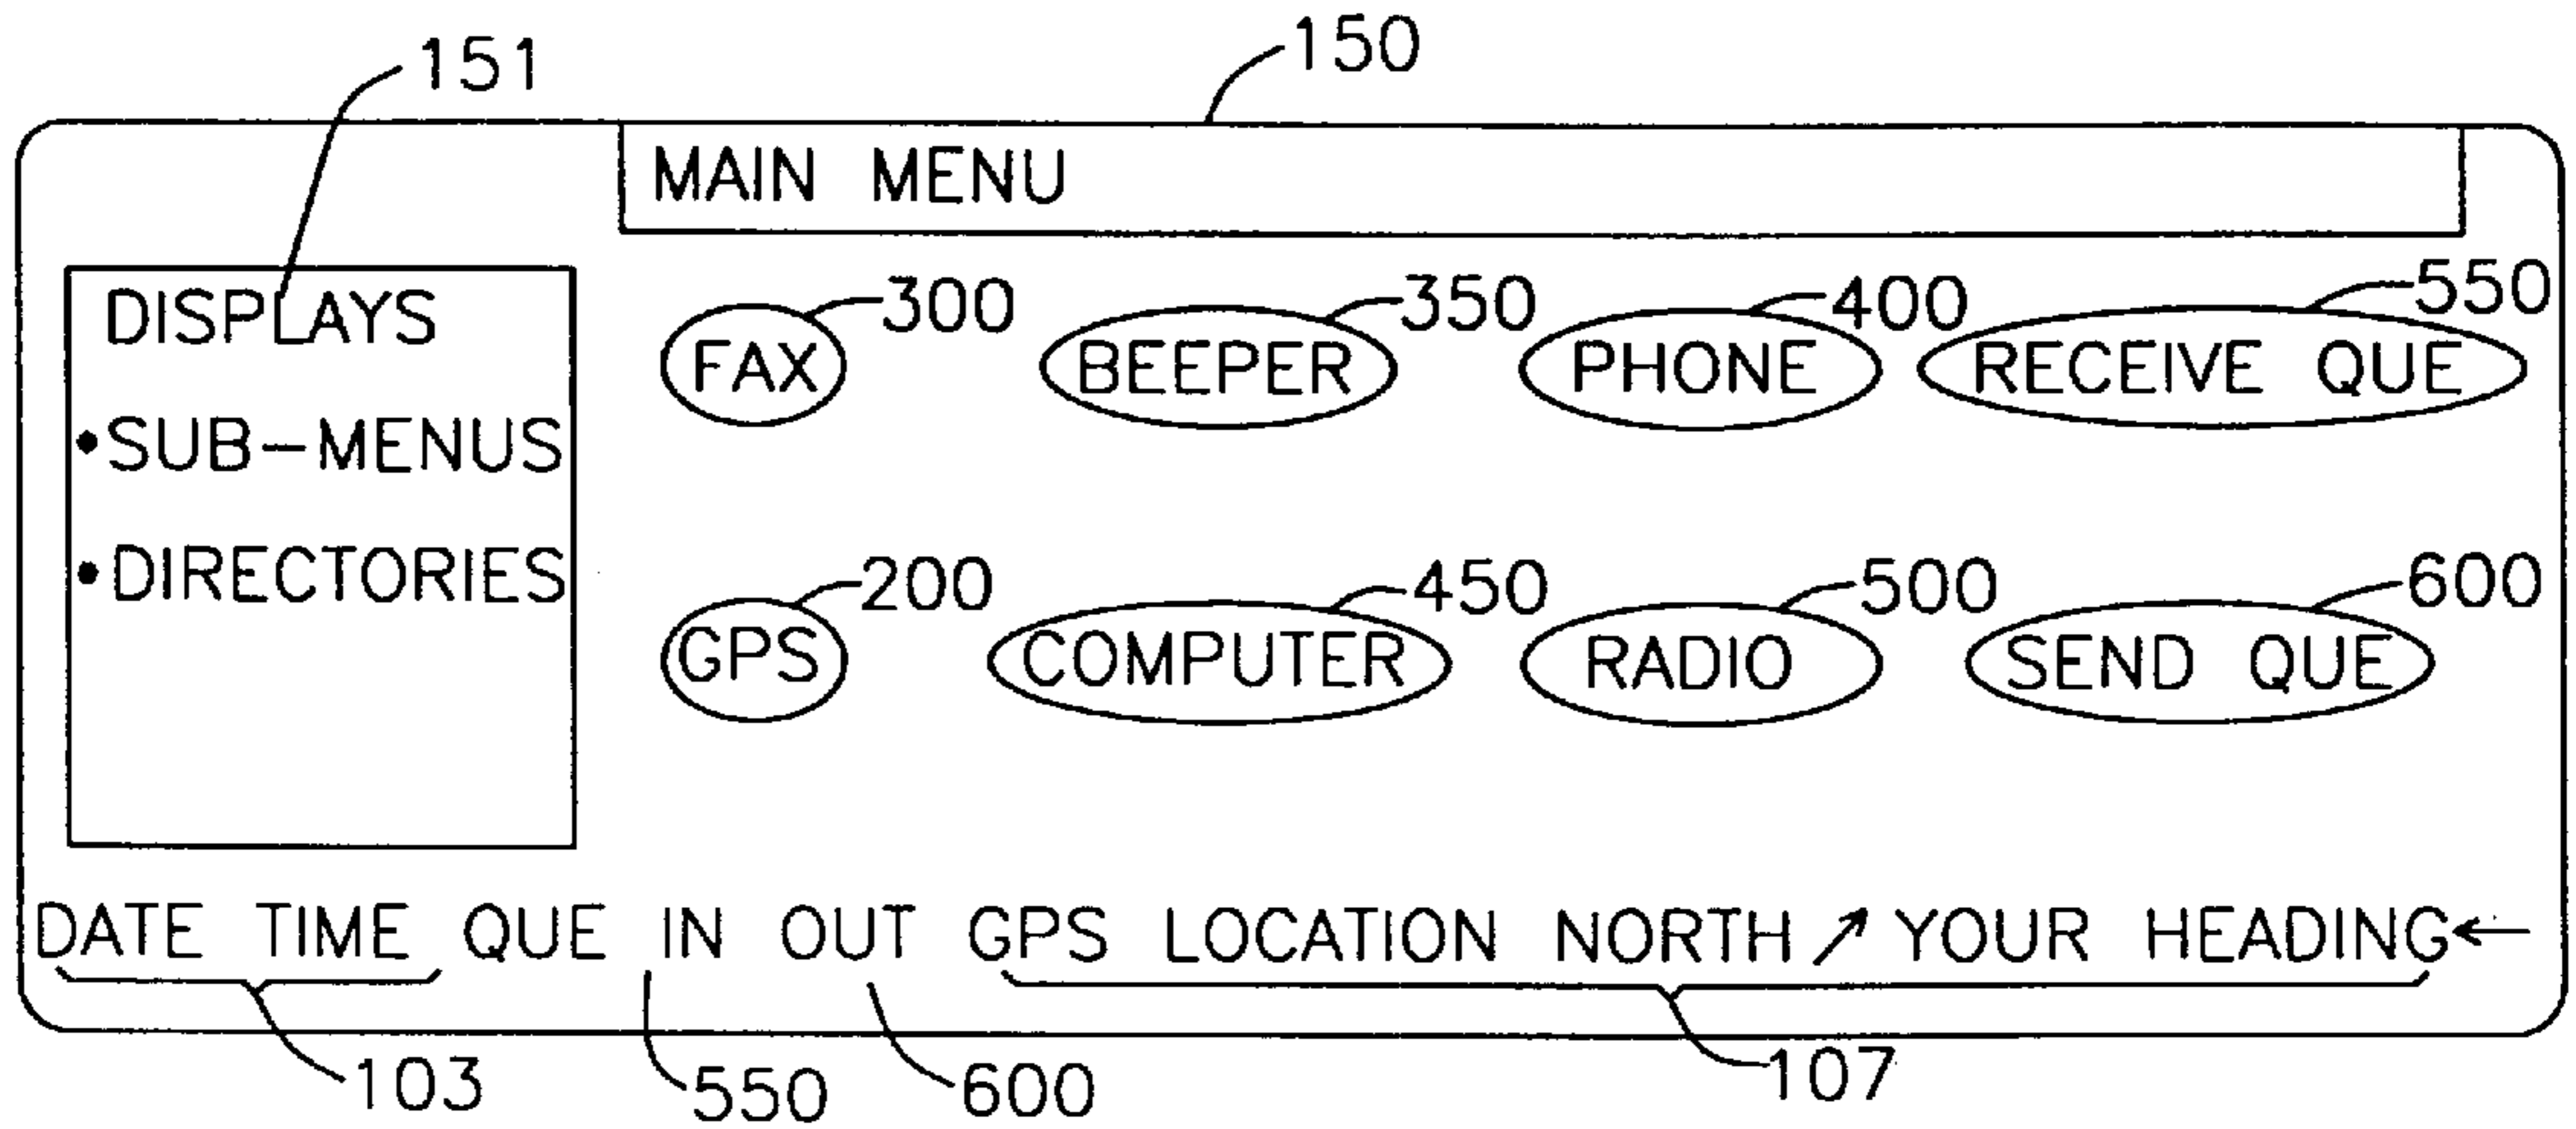 151 150
MAIN MENU
DISPLAYS
•SUB-MENUS
•DIRECTORIES
300 350 400 550
FAX BEEPER PHONE RECEIVE QUE
200 450 500 600
GPS COMPUTER RADIO SEND QUE
DATE TIME QUE IN OUT GPS LOCATION NORTH↗YOUR HEADING←
103 550 600 107